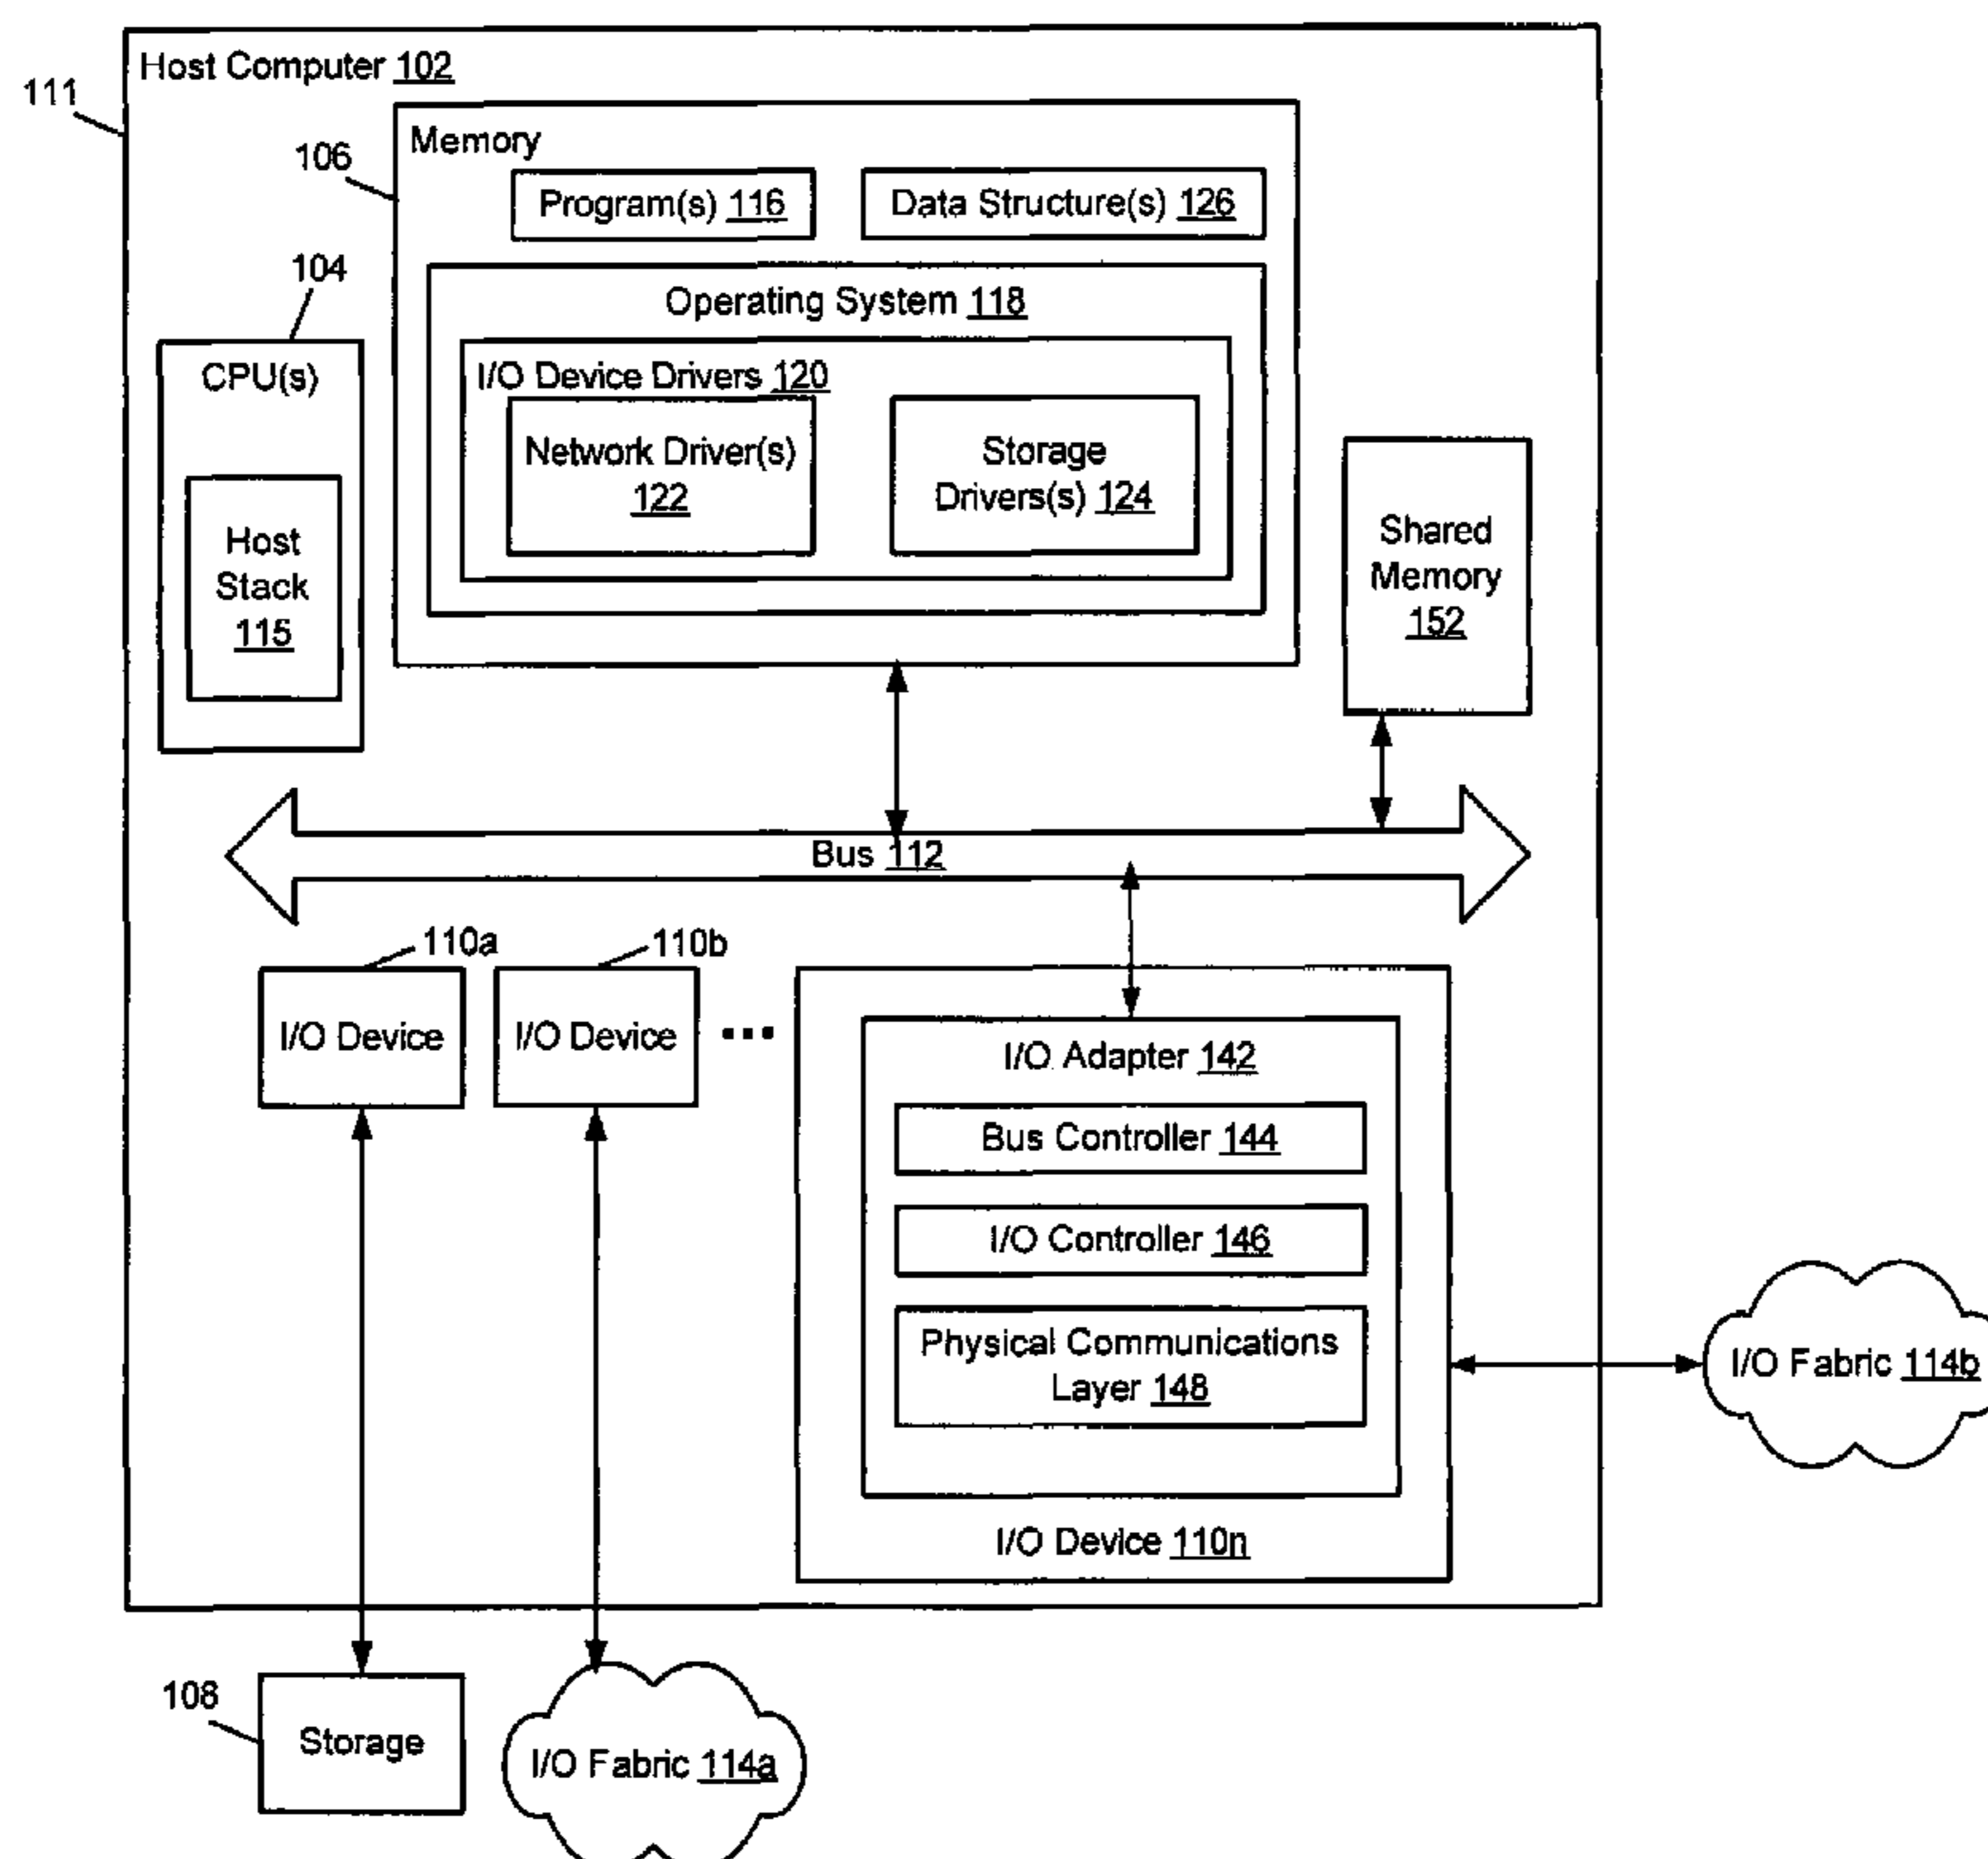 Host Computer 102
111
Memory
106
Program(s) 116
Data Structure(s) 126
104
Operating System 118
CPU(s)
I/O Device Drivers 120
Network Driver(s)
122
Storage
Drivers(s) 124
Host
Stack
115
Shared
Memory
152
Bus 112
110a
110b
I/O Device
I/O Device
...
I/O Adapter 142
Bus Controller 144
I/O Controller 146
Physical Communications
Layer 148
I/O Fabric 114b
I/O Device 110n
108
Storage
I/O Fabric 114a